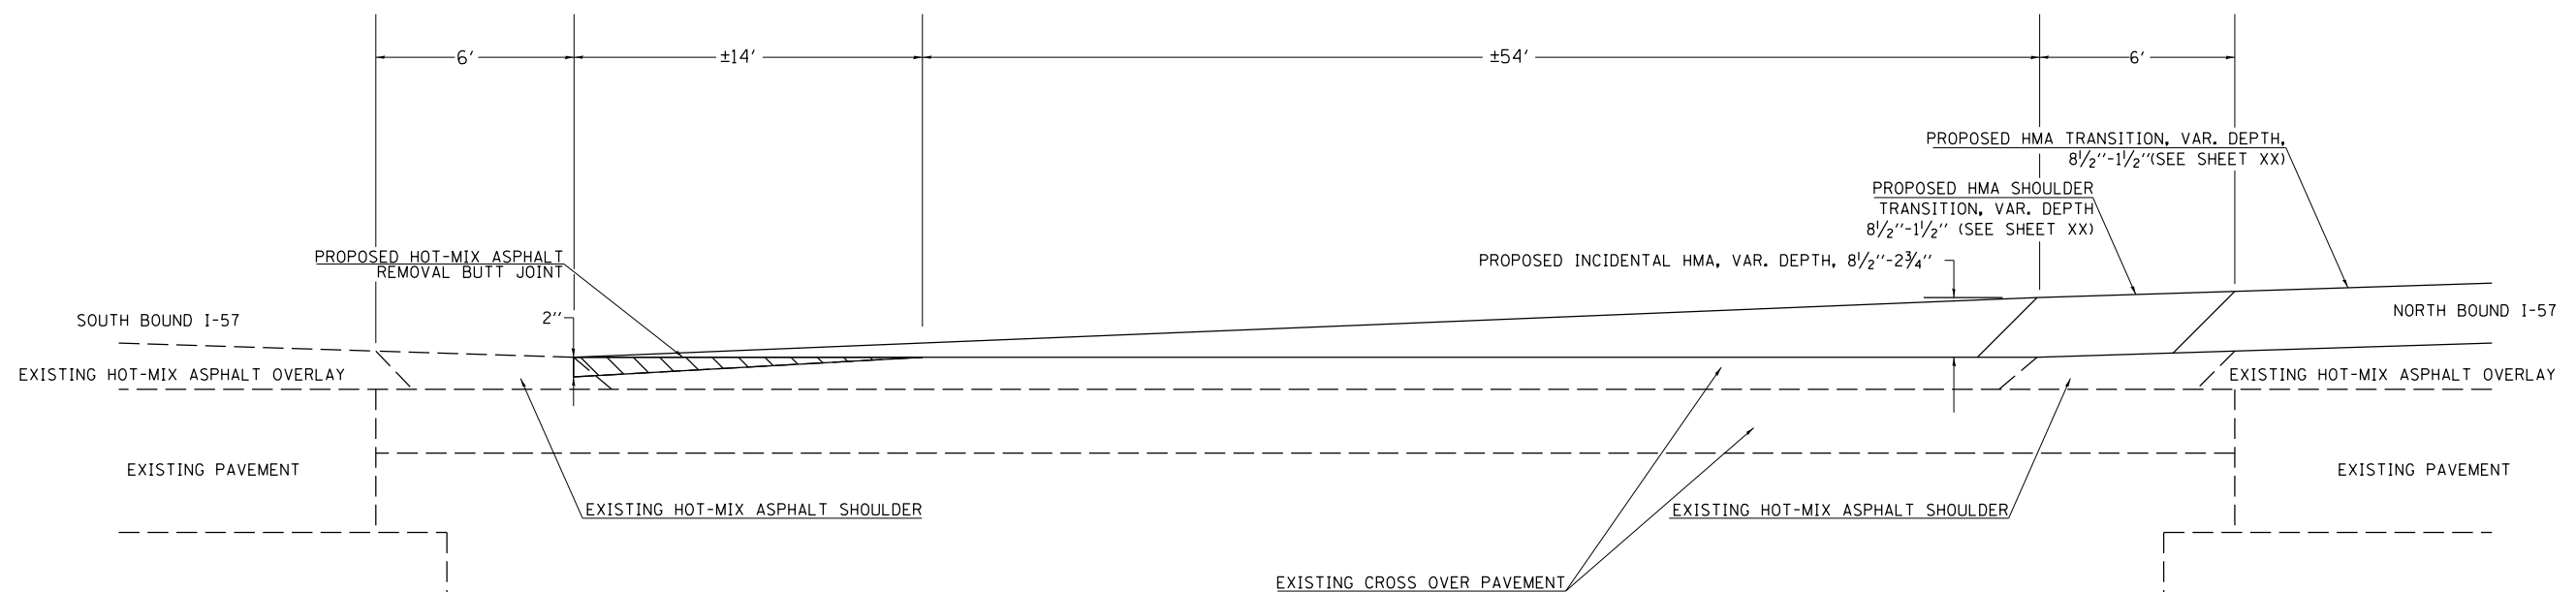 6'
±14'
±54'
6'
PROPOSED HMA TRANSITION, VAR. DEPTH,
8½"-1½"(SEE SHEET XX)
PROPOSED HMA SHOULDER
TRANSITION, VAR. DEPTH
8½"-1½" (SEE SHEET XX)
PROPOSED HOT-MIX ASPHALT
REMOVAL BUTT JOINT
PROPOSED INCIDENTAL HMA, VAR. DEPTH, 8½"-2¾"
SOUTH BOUND I-57
2"
NORTH BOUND I-57
EXISTING HOT-MIX ASPHALT OVERLAY
EXISTING HOT-MIX ASPHALT OVERLAY
EXISTING PAVEMENT
EXISTING PAVEMENT
EXISTING HOT-MIX ASPHALT SHOULDER
EXISTING HOT-MIX ASPHALT SHOULDER
EXISTING CROSS OVER PAVEMENT